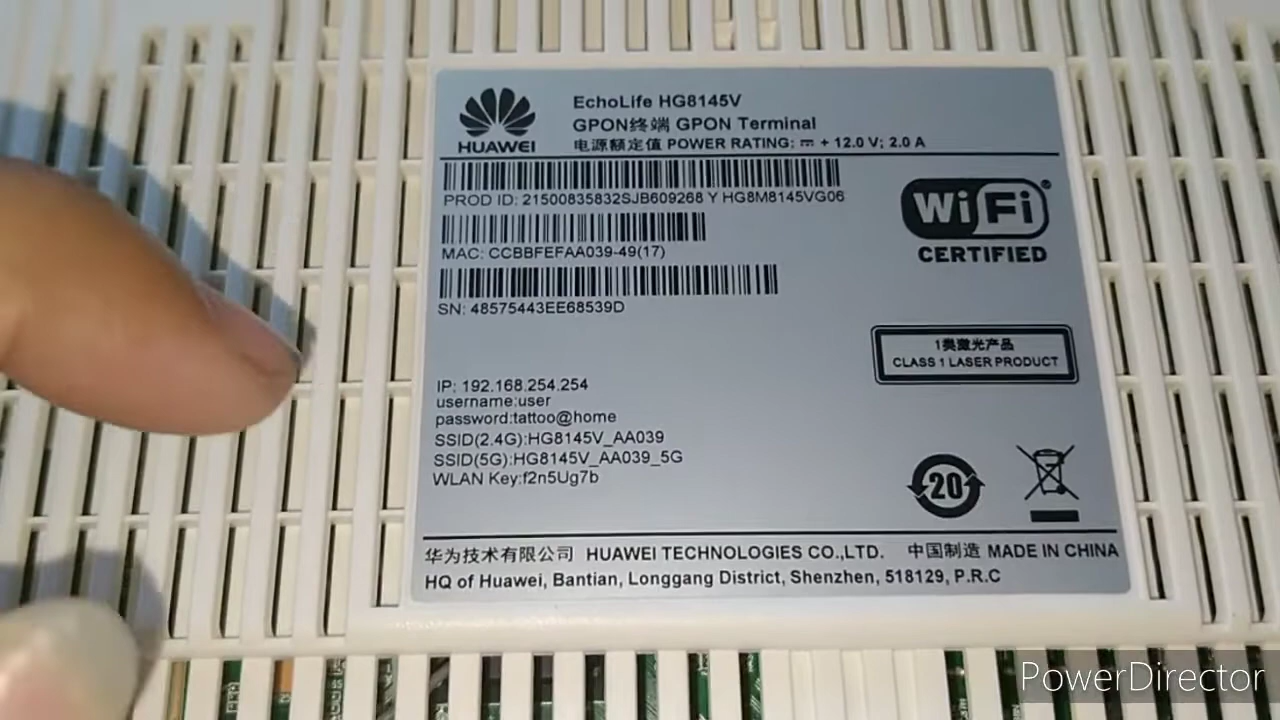 HUAWEI
EchoLife HG8145V
GPON终端 GPON Terminal
电源额定值 POWER RATING: ⎓ + 12.0 V; 2.0 A
PROD ID: 21500835832SJB609268 Y HG8M8145VG06
MAC: CCBBFEFAA039-49(17)
SN: 48575443EE68539D
WiFi®
CERTIFIED
1类激光产品
CLASS 1 LASER PRODUCT
IP: 192.168.254.254
username:user
password:tattoo@home
SSID(2.4G):HG8145V_AA039
SSID(5G):HG8145V_AA039_5G
WLAN Key:f2n5Ug7b
20
华为技术有限公司 HUAWEI TECHNOLOGIES CO.,LTD. 中国制造 MADE IN CHINA
HQ of Huawei, Bantian, Longgang District, Shenzhen, 518129, P.R.C
PowerDirector